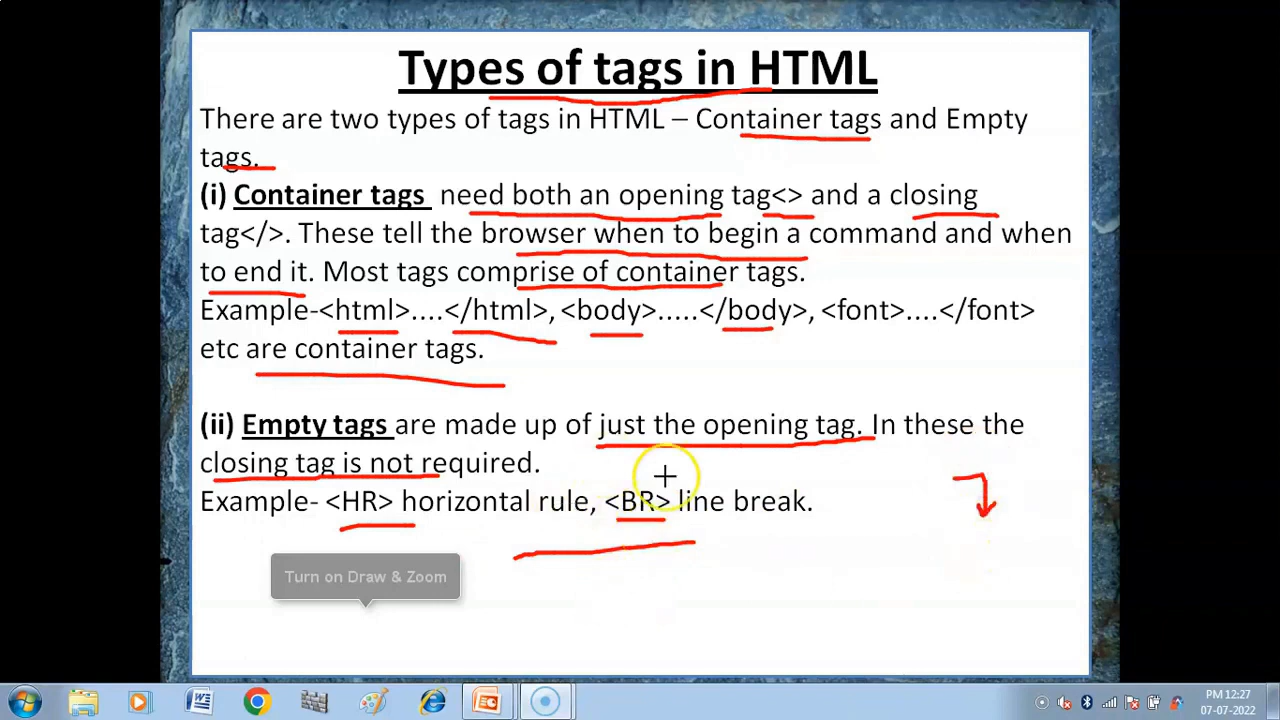 Types of tags in HTML
There are two types of tags in HTML – Container tags and Empty
tags.
(i) Container tags need both an opening tag<> and a closing
tag</>. These tell the browser when to begin a command and when
to end it. Most tags comprise of container tags.
Example-<html>....</html>, <body>.....</body>, <font>....</font>
etc are container tags.
(ii) Empty tags are made up of just the opening tag. In these the
closing tag is not required.
Example- <HR> horizontal rule, <BR> line break.
Turn on Draw & Zoom
PM 12:27
07-07-2022